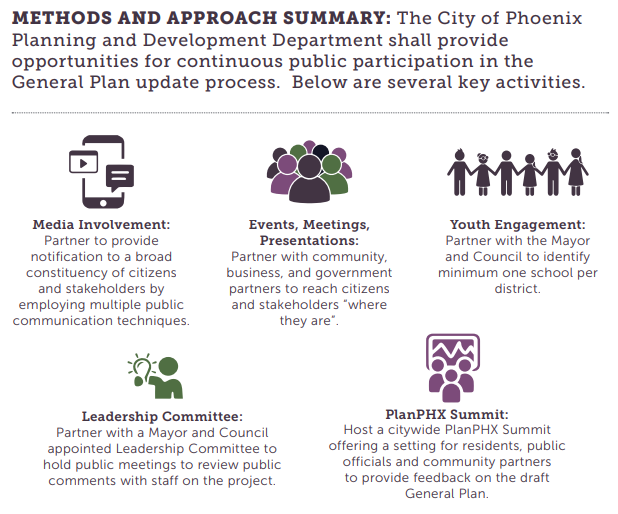 METHODS AND APPROACH SUMMARY: The City of Phoenix
Planning and Development Department shall provide
opportunities for continuous public participation in the
General Plan update process.  Below are several key activities.
Media Involvement:
Partner to provide
notification to a broad
constituency of citizens
and stakeholders by
employing multiple public
communication techniques.
Events, Meetings,
Presentations:
Partner with community,
business, and government
partners to reach citizens
and stakeholders “where
they are”.
Youth Engagement:
Partner with the Mayor
and Council to identify
minimum one school per
district.
Leadership Committee:
Partner with a Mayor and Council
appointed Leadership Committee to
hold public meetings to review public
comments with staff on the project.
PlanPHX Summit:
Host a citywide PlanPHX Summit
offering a setting for residents, public
officials and community partners
to provide feedback on the draft
General Plan.